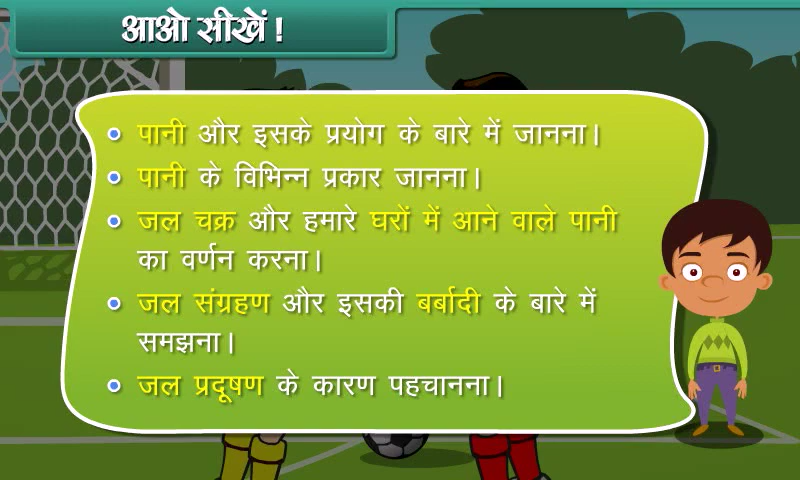 आओ सीखें!
पानी और इसके प्रयोग के बारे में जानना।
पानी के विभिन्न प्रकार जानना।
जल चक्र और हमारे घरों में आने वाले पानी
का वर्णन करना।
जल संग्रहण और इसकी बर्बादी के बारे में
समझना।
जल प्रदूषण के कारण पहचानना।